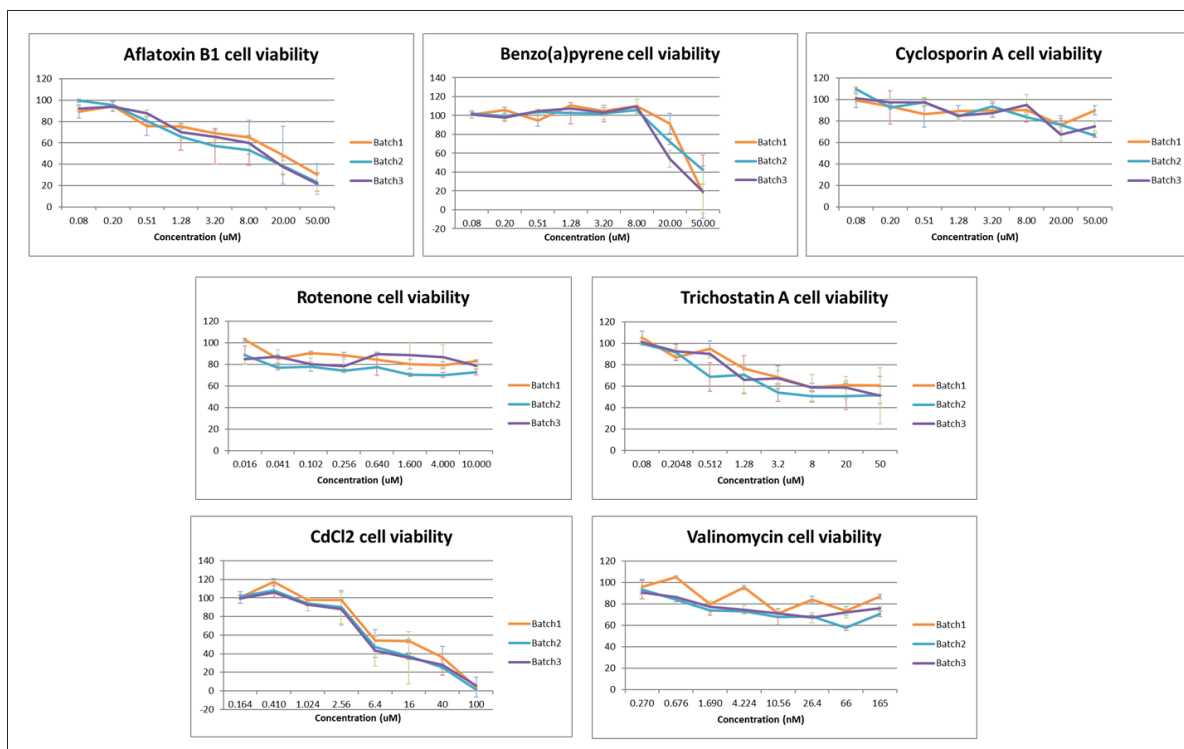 Aflatoxin B1 cell viability
120
100
80
60
40
20
0
0.08 0.20 0.51 1.28 3.20 8.00 20.00 50.00
Concentration (uM)
Batch1
Batch2
Batch3
Benzo(a)pyrene cell viability
140
120
100
80
60
40
20
0
-20
0.08 0.20 0.51 1.28 3.20 8.00 20.00 50.00
Concentration (uM)
Batch1
Batch2
Batch3
Cyclosporin A cell viability
120
100
80
60
40
20
0
0.08 0.20 0.51 1.28 3.20 8.00 20.00 50.00
Concentration (uM)
Batch1
Batch2
Batch3
Rotenone cell viability
120
100
80
60
40
20
0
0.016 0.041 0.102 0.256 0.640 1.600 4.000 10.000
Concentration (uM)
Batch1
Batch2
Batch3
Trichostatin A cell viability
120
100
80
60
40
20
0
0.08 0.2048 0.512 1.28 3.2 8 20 50
Concentration (uM)
Batch1
Batch2
Batch3
CdCl2 cell viability
140
120
100
80
60
40
20
0
-20
0.164 0.410 1.024 2.56 6.4 16 40 100
Concentration (uM)
Batch1
Batch2
Batch3
Valinomycin cell viability
120
100
80
60
40
20
0
0.270 0.676 1.690 4.224 10.56 26.4 66 165
Concentration (nM)
Batch1
Batch2
Batch3